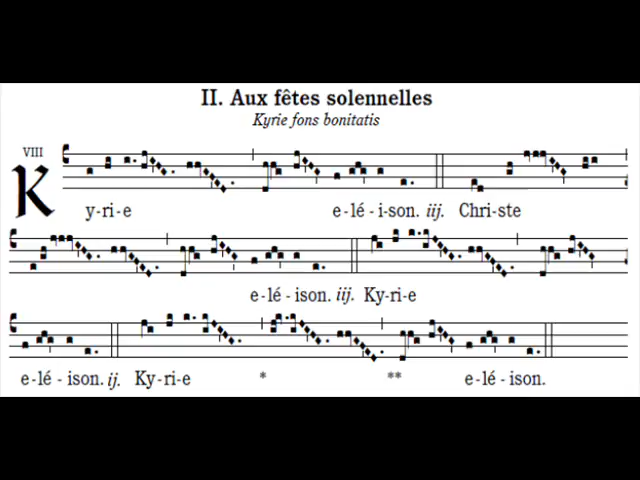 II. Aux fêtes solennelles
Kyrie fons bonitatis
VIII
K y-ri-e e-lé-i-son. iij. Chri-ste
e-lé-ison. iij. Ky-ri-e
e-lé-ison. ij. Ky-ri-e * ** e-lé-ison.